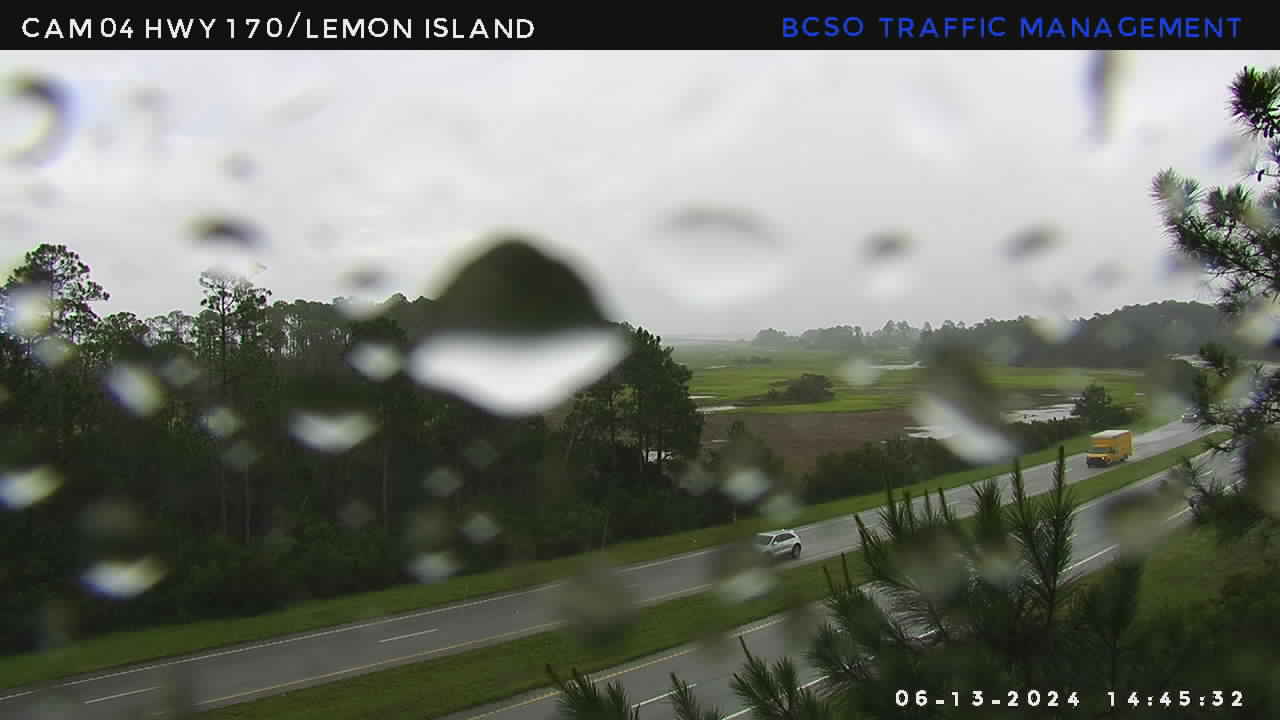 CAM04 HWY 170/LEMON ISLAND
BCSO TRAFFIC MANAGEMENT
06-13-2024 14:45:32